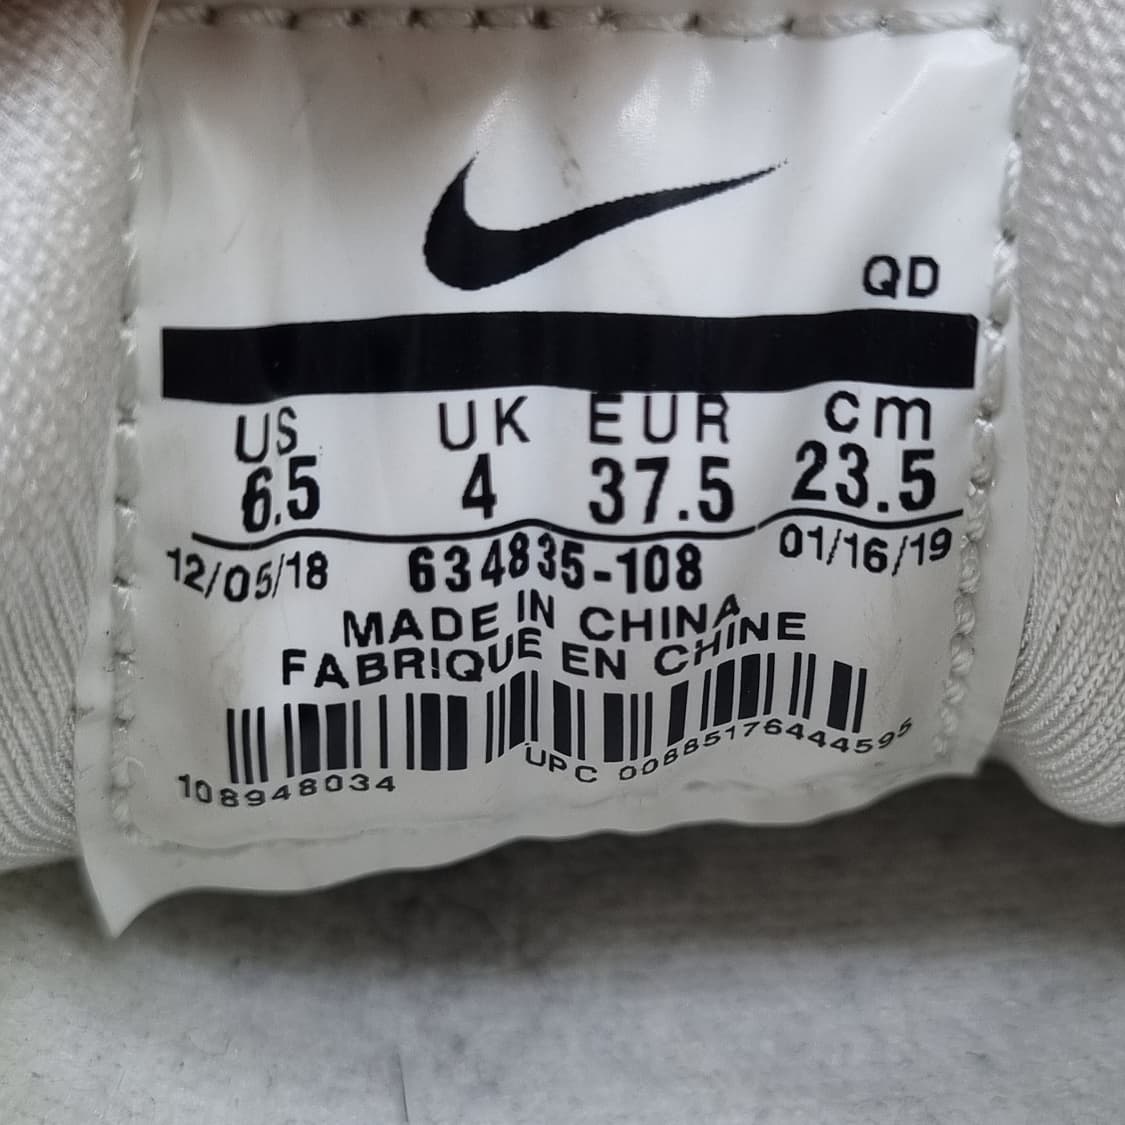 QD
US UK EUR cm
6.5 4 37.5 23.5
12/05/18 634835-108 01/16/19
MADE IN CHINA
FABRIQUE EN CHINE
108948034 UPC 00885176444595